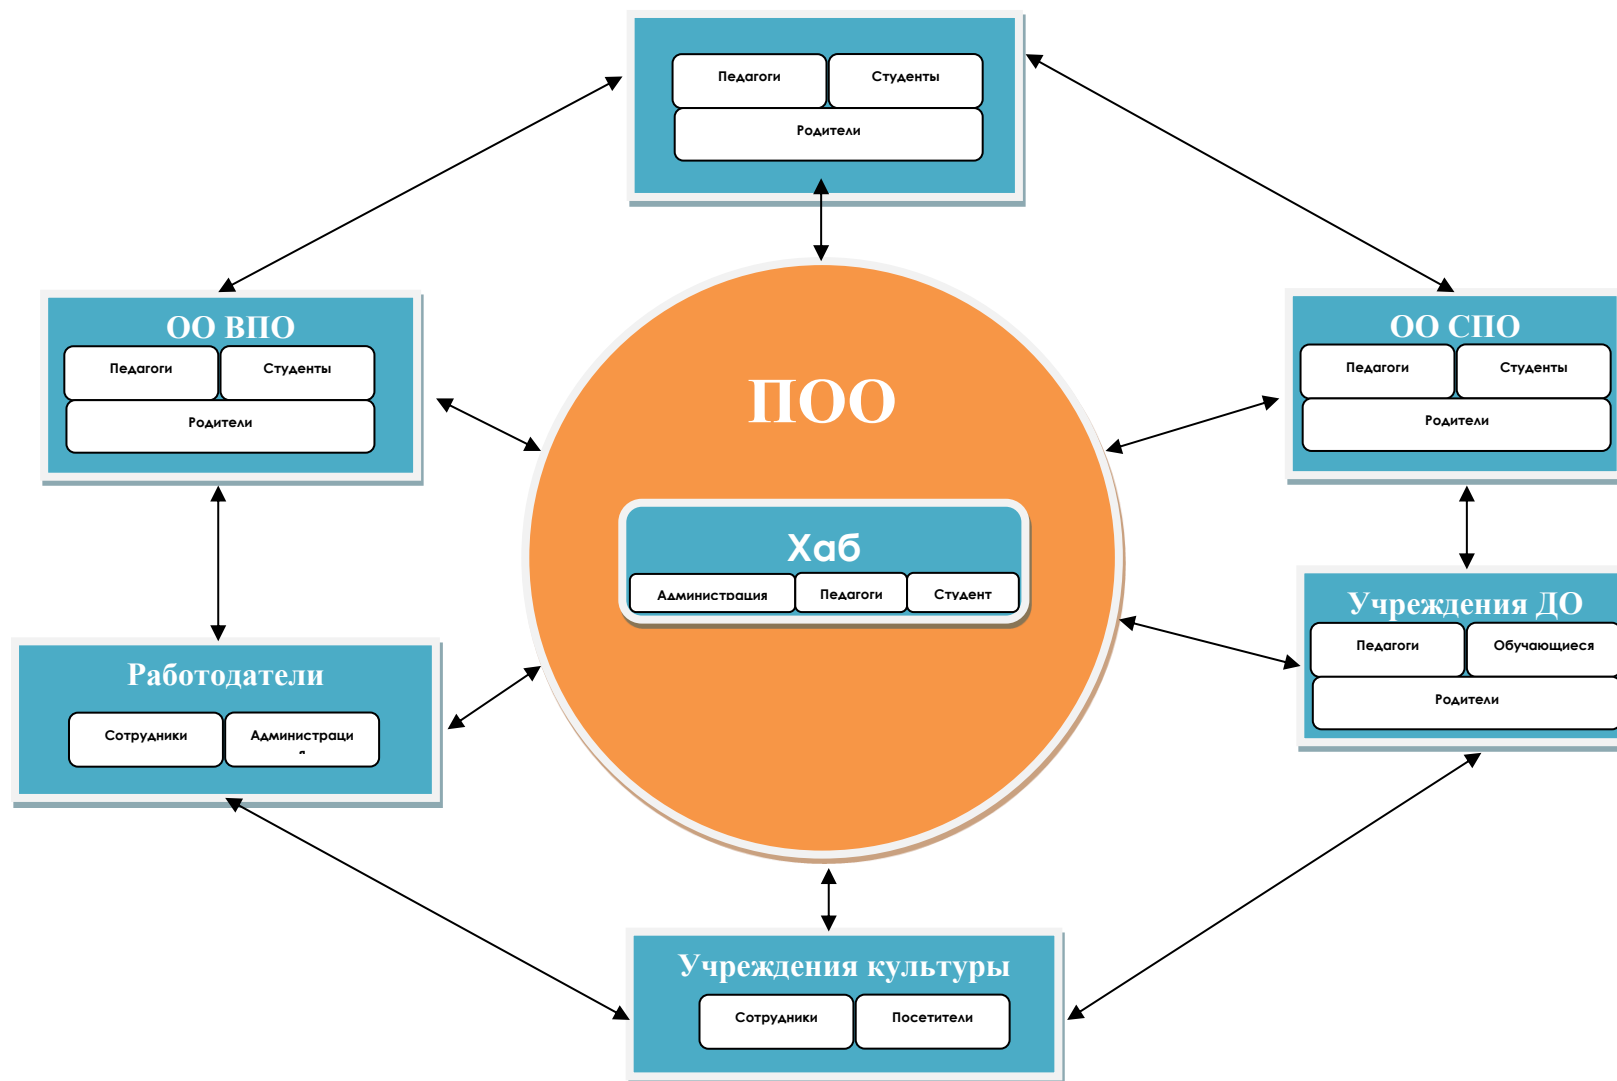 Педагоги
Студенты
Родители
ОО ВПО
Педагоги
Студенты
Родители
ОО СПО
Педагоги
Студенты
Родители
ПОО
Хаб
Администрация
Педагоги
Студент
Учреждения ДО
Педагоги
Обучающиеся
Родители
Работодатели
Сотрудники
Администраци
я
Учреждения культуры
Сотрудники
Посетители